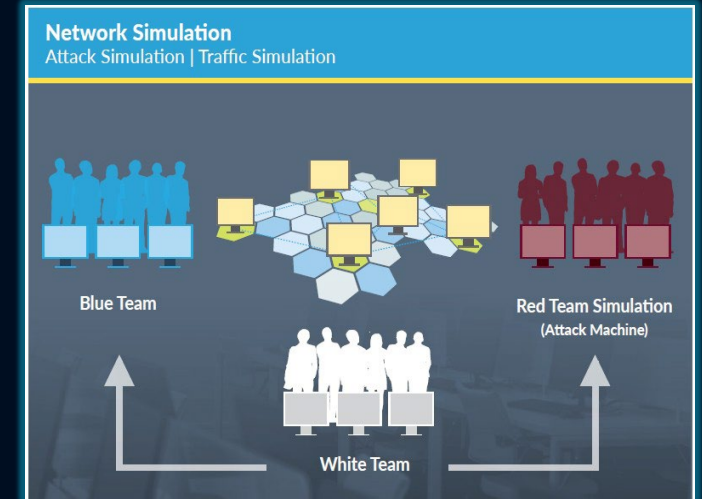 Network Simulation
Attack Simulation | Traffic Simulation
Blue Team
Red Team Simulation
(Attack Machine)
White Team